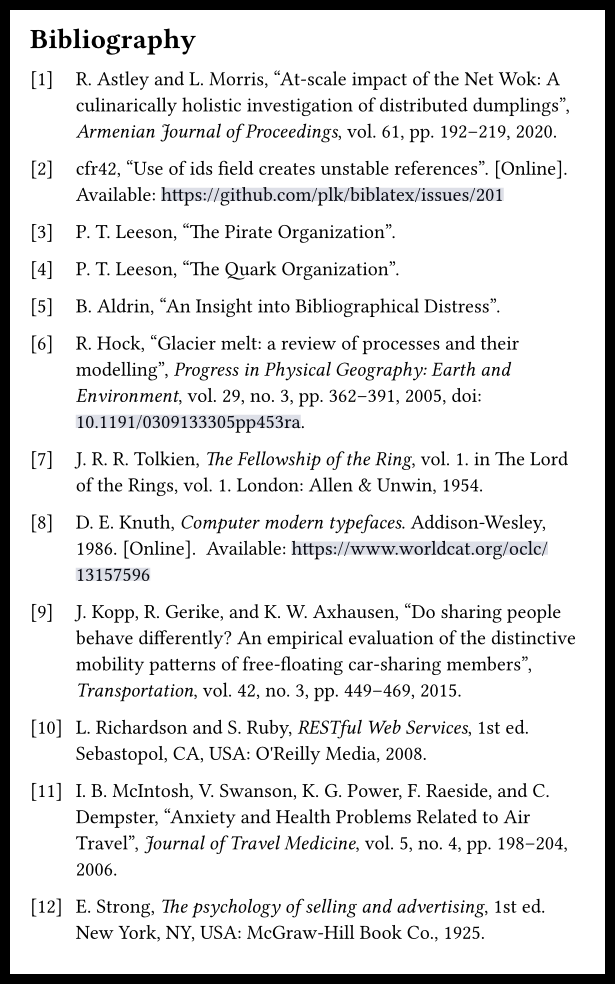 Bibliography
[1] R. Astley and L. Morris, “At-scale impact of the Net Wok: A
culinarically holistic investigation of distributed dumplings”,
Armenian Journal of Proceedings, vol. 61, pp. 192–219, 2020.
[2] cfr42, “Use of ids field creates unstable references”. [Online].
Available: https://github.com/plk/biblatex/issues/201
[3] P. T. Leeson, “The Pirate Organization”.
[4] P. T. Leeson, “The Quark Organization”.
[5] B. Aldrin, “An Insight into Bibliographical Distress”.
[6] R. Hock, “Glacier melt: a review of processes and their
modelling”, Progress in Physical Geography: Earth and
Environment, vol. 29, no. 3, pp. 362–391, 2005, doi:
10.1191/0309133305pp453ra.
[7] J. R. R. Tolkien, The Fellowship of the Ring, vol. 1. in The Lord
of the Rings, vol. 1. London: Allen & Unwin, 1954.
[8] D. E. Knuth, Computer modern typefaces. Addison-Wesley,
1986. [Online]. Available: https://www.worldcat.org/oclc/
13157596
[9] J. Kopp, R. Gerike, and K. W. Axhausen, “Do sharing people
behave differently? An empirical evaluation of the distinctive
mobility patterns of free-floating car-sharing members”,
Transportation, vol. 42, no. 3, pp. 449–469, 2015.
[10] L. Richardson and S. Ruby, RESTful Web Services, 1st ed.
Sebastopol, CA, USA: O'Reilly Media, 2008.
[11] I. B. McIntosh, V. Swanson, K. G. Power, F. Raeside, and C.
Dempster, “Anxiety and Health Problems Related to Air
Travel”, Journal of Travel Medicine, vol. 5, no. 4, pp. 198–204,
2006.
[12] E. Strong, The psychology of selling and advertising, 1st ed.
New York, NY, USA: McGraw-Hill Book Co., 1925.